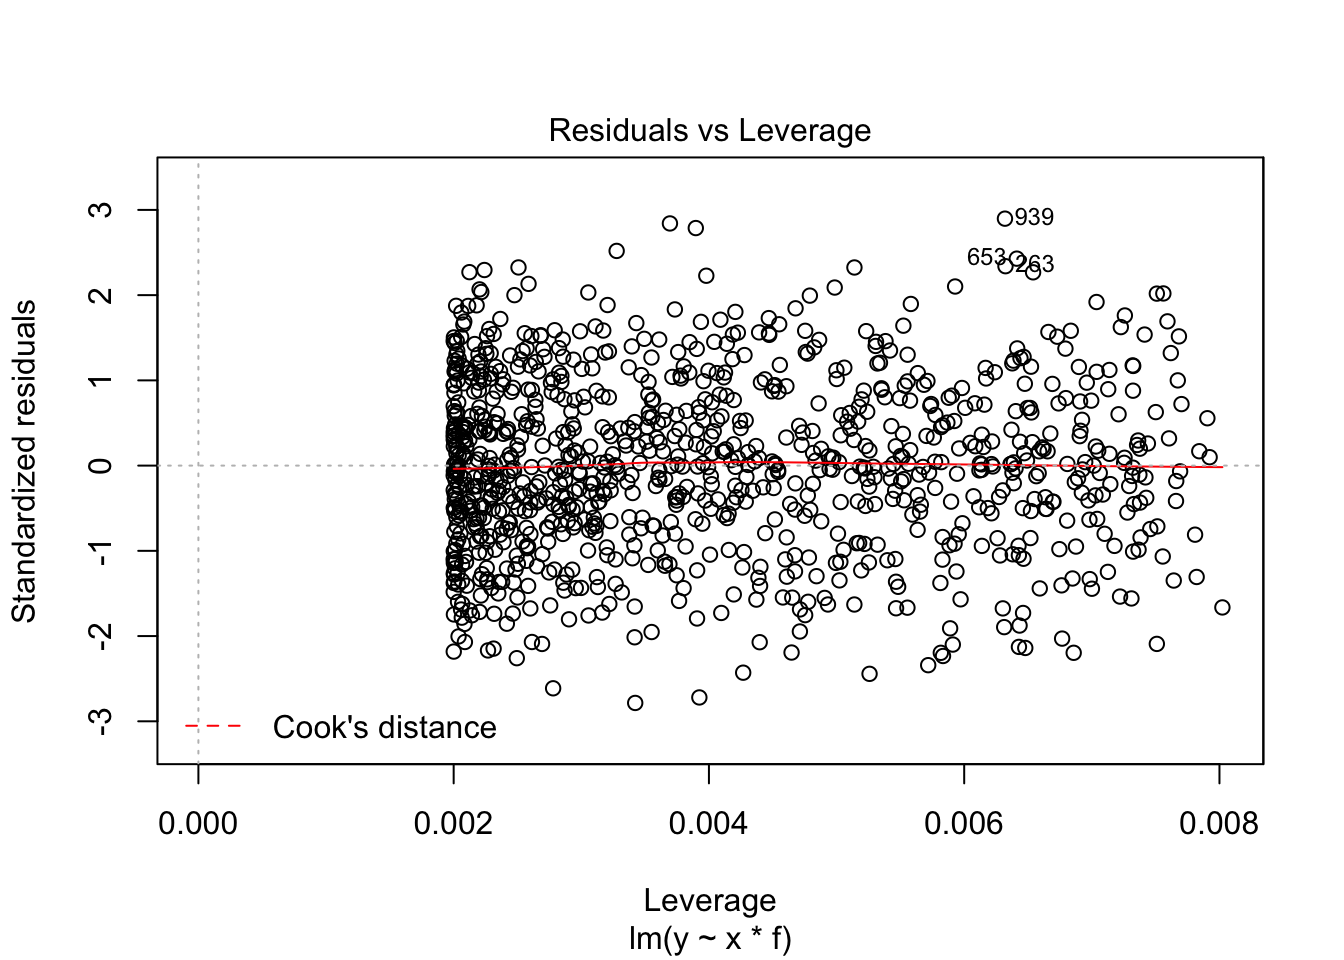 Residuals vs Leverage
Standardized residuals
3
2
1
0
-1
-2
-3
939
653
263
Cook's distance
0.000 0.002 0.004 0.006 0.008
Leverage
lm(y ~ x * f)